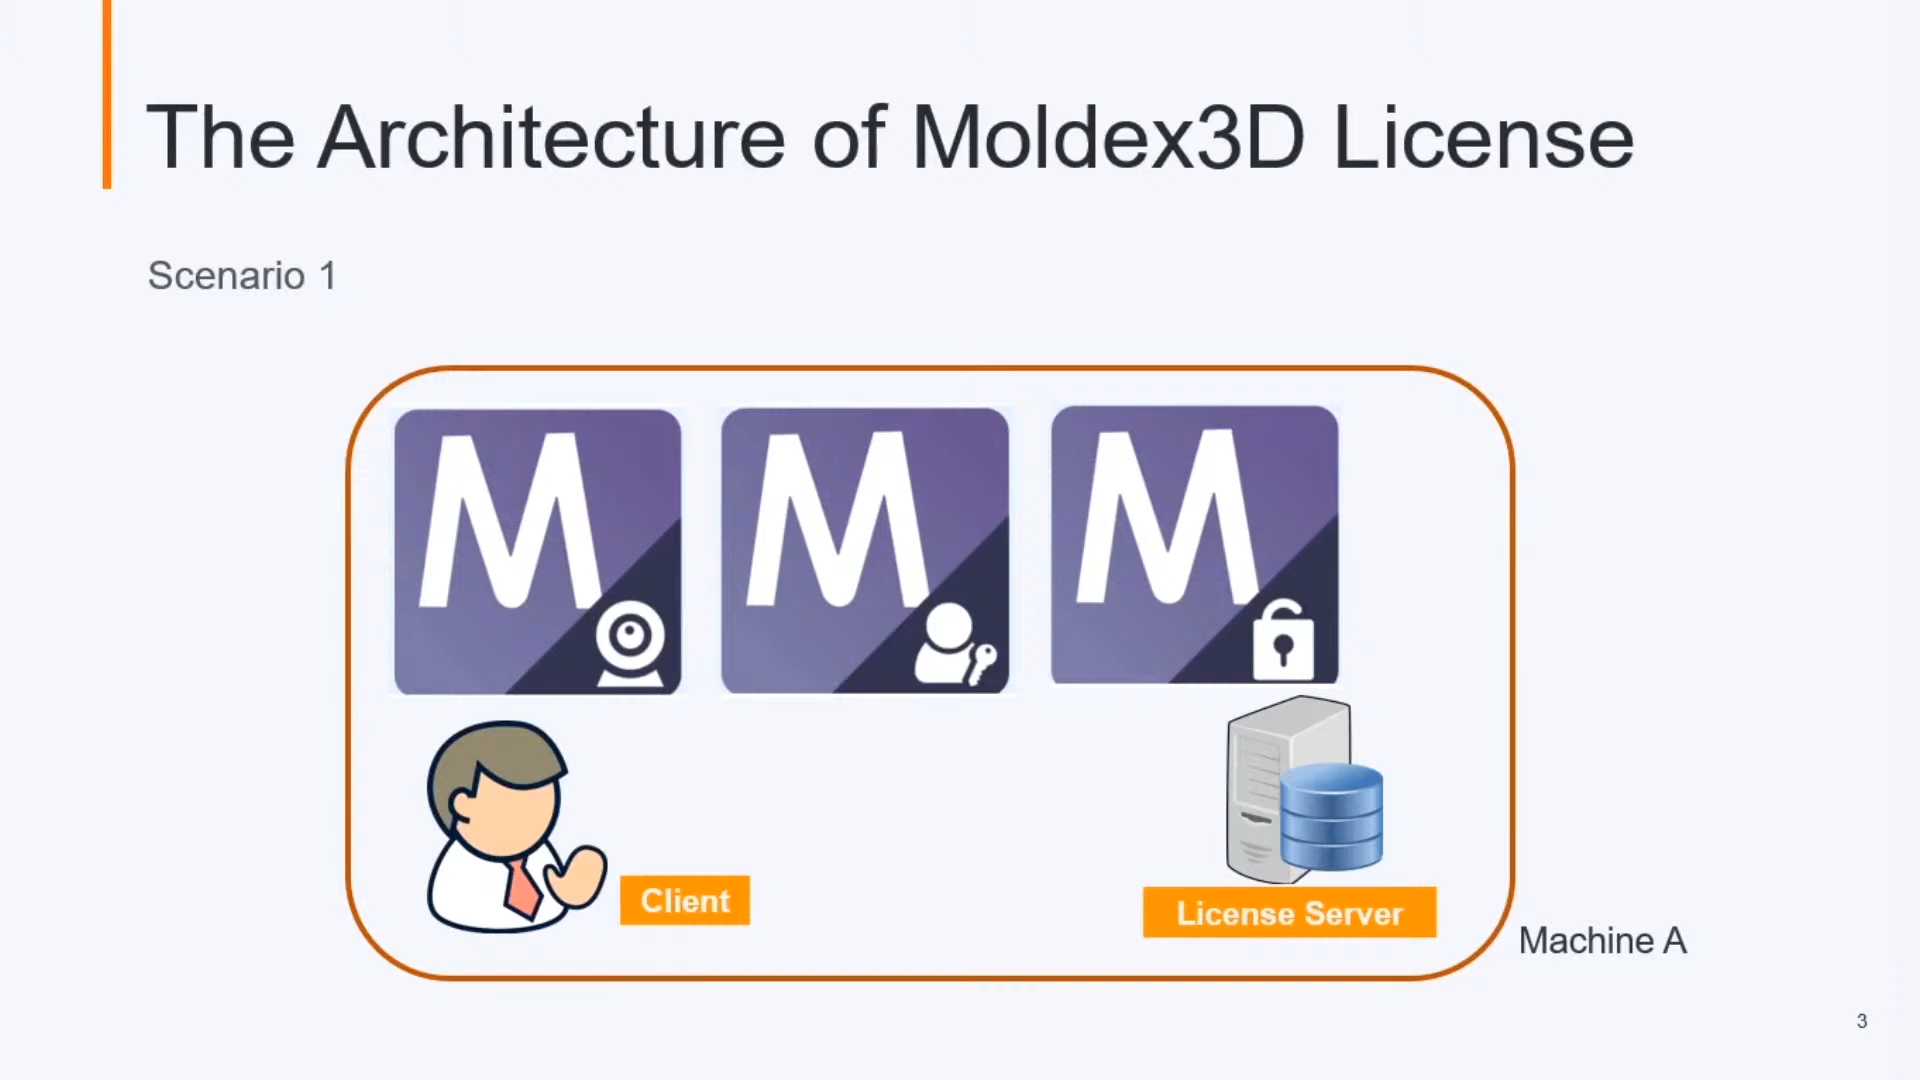 The Architecture of Moldex3D License
Scenario 1
M M M
Client
License Server
Machine A
3